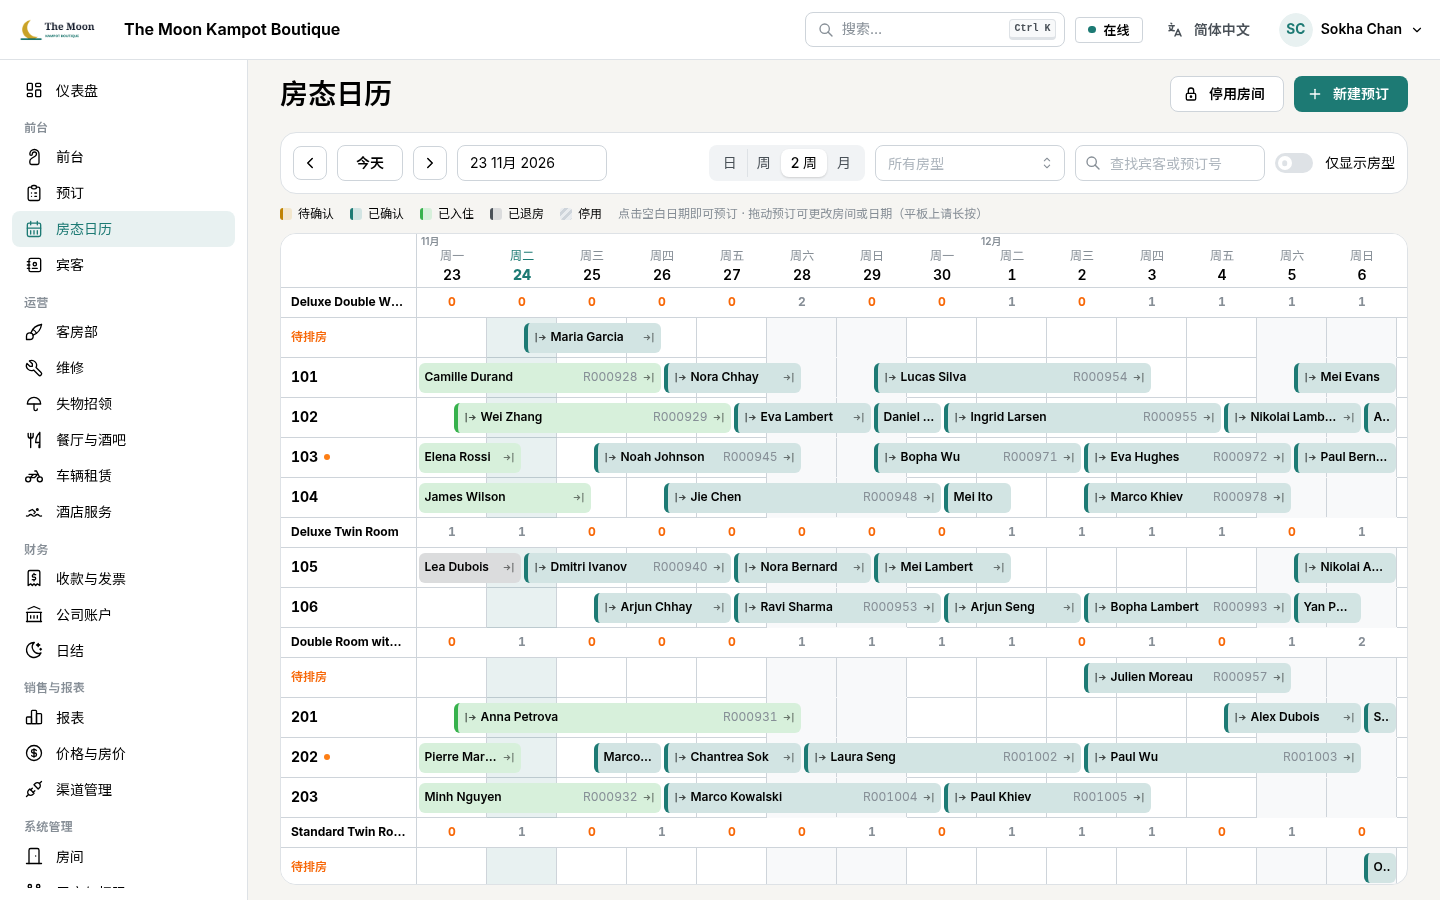 The Moon
KAMPOT BOUTIQUE
The Moon Kampot Boutique
搜索...
Ctrl K
在线
简体中文
SC
Sokha Chan
仪表盘
前台
前台
预订
房态日历
宾客
运营
客房部
维修
失物招领
餐厅与酒吧
车辆租赁
酒店服务
财务
收款与发票
公司账户
日结
销售与报表
报表
价格与房价
渠道管理
系统管理
房间
房态日历
停用房间
新建预订
今天
23 11月 2026
日
周
2 周
月
所有房型
查找宾客或预订号
仅显示房型
待确认
已确认
已入住
已退房
停用
点击空白日期即可预订 · 拖动预订可更改房间或日期（平板上请长按）
11月 12月
周一 周二 周三 周四 周五 周六 周日 周一 周二 周三 周四 周五 周六 周日
23 24 25 26 27 28 29 30 1 2 3 4 5 6
Deluxe Double W... 0 0 0 0 0 2 0 0 1 0 1 1 1 1
待排房 Maria Garcia
101 Camille Durand R000928 Nora Chhay Lucas Silva R000954 Mei Evans
102 Wei Zhang R000929 Eva Lambert Daniel ... Ingrid Larsen R000955 Nikolai Lamb... A..
103 Elena Rossi Noah Johnson R000945 Bopha Wu R000971 Eva Hughes R000972 Paul Bern...
104 James Wilson Jie Chen R000948 Mei Ito Marco Khiev R000978
Deluxe Twin Room 1 1 0 0 0 0 0 0 1 1 1 1 0 1
105 Lea Dubois Dmitri Ivanov R000940 Nora Bernard Mei Lambert Nikolai A...
106 Arjun Chhay Ravi Sharma R000953 Arjun Seng Bopha Lambert R000993 Yan P...
Double Room wit... 0 1 0 0 0 1 1 1 1 0 1 0 1 2
待排房 Julien Moreau R000957
201 Anna Petrova R000931 Alex Dubois S..
202 Pierre Mar... Marco... Chantrea Sok Laura Seng R001002 Paul Wu R001003
203 Minh Nguyen R000932 Marco Kowalski R001004 Paul Khiev R001005
Standard Twin Ro... 0 1 0 1 0 0 1 0 1 1 1 0 1 0
待排房 O..